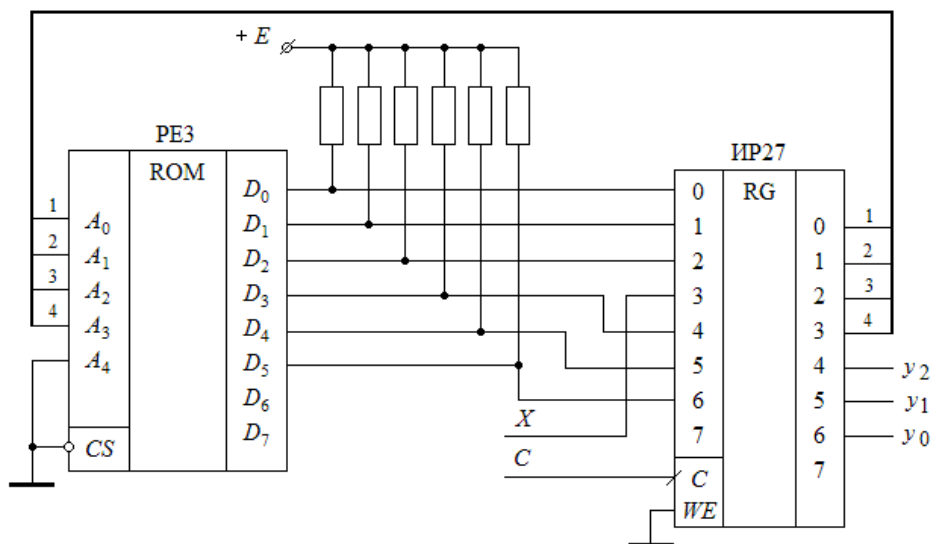 + E
РЕ3
ROM
1
2
3
4
A0
A1
A2
A3
A4
CS
D0
D1
D2
D3
D4
D5
D6
D7
X
C
ИР27
RG
0
1
2
3
4
5
6
7
C
WE
0
1
2
3
4
5
6
7
1
2
3
4
y2
y1
y0